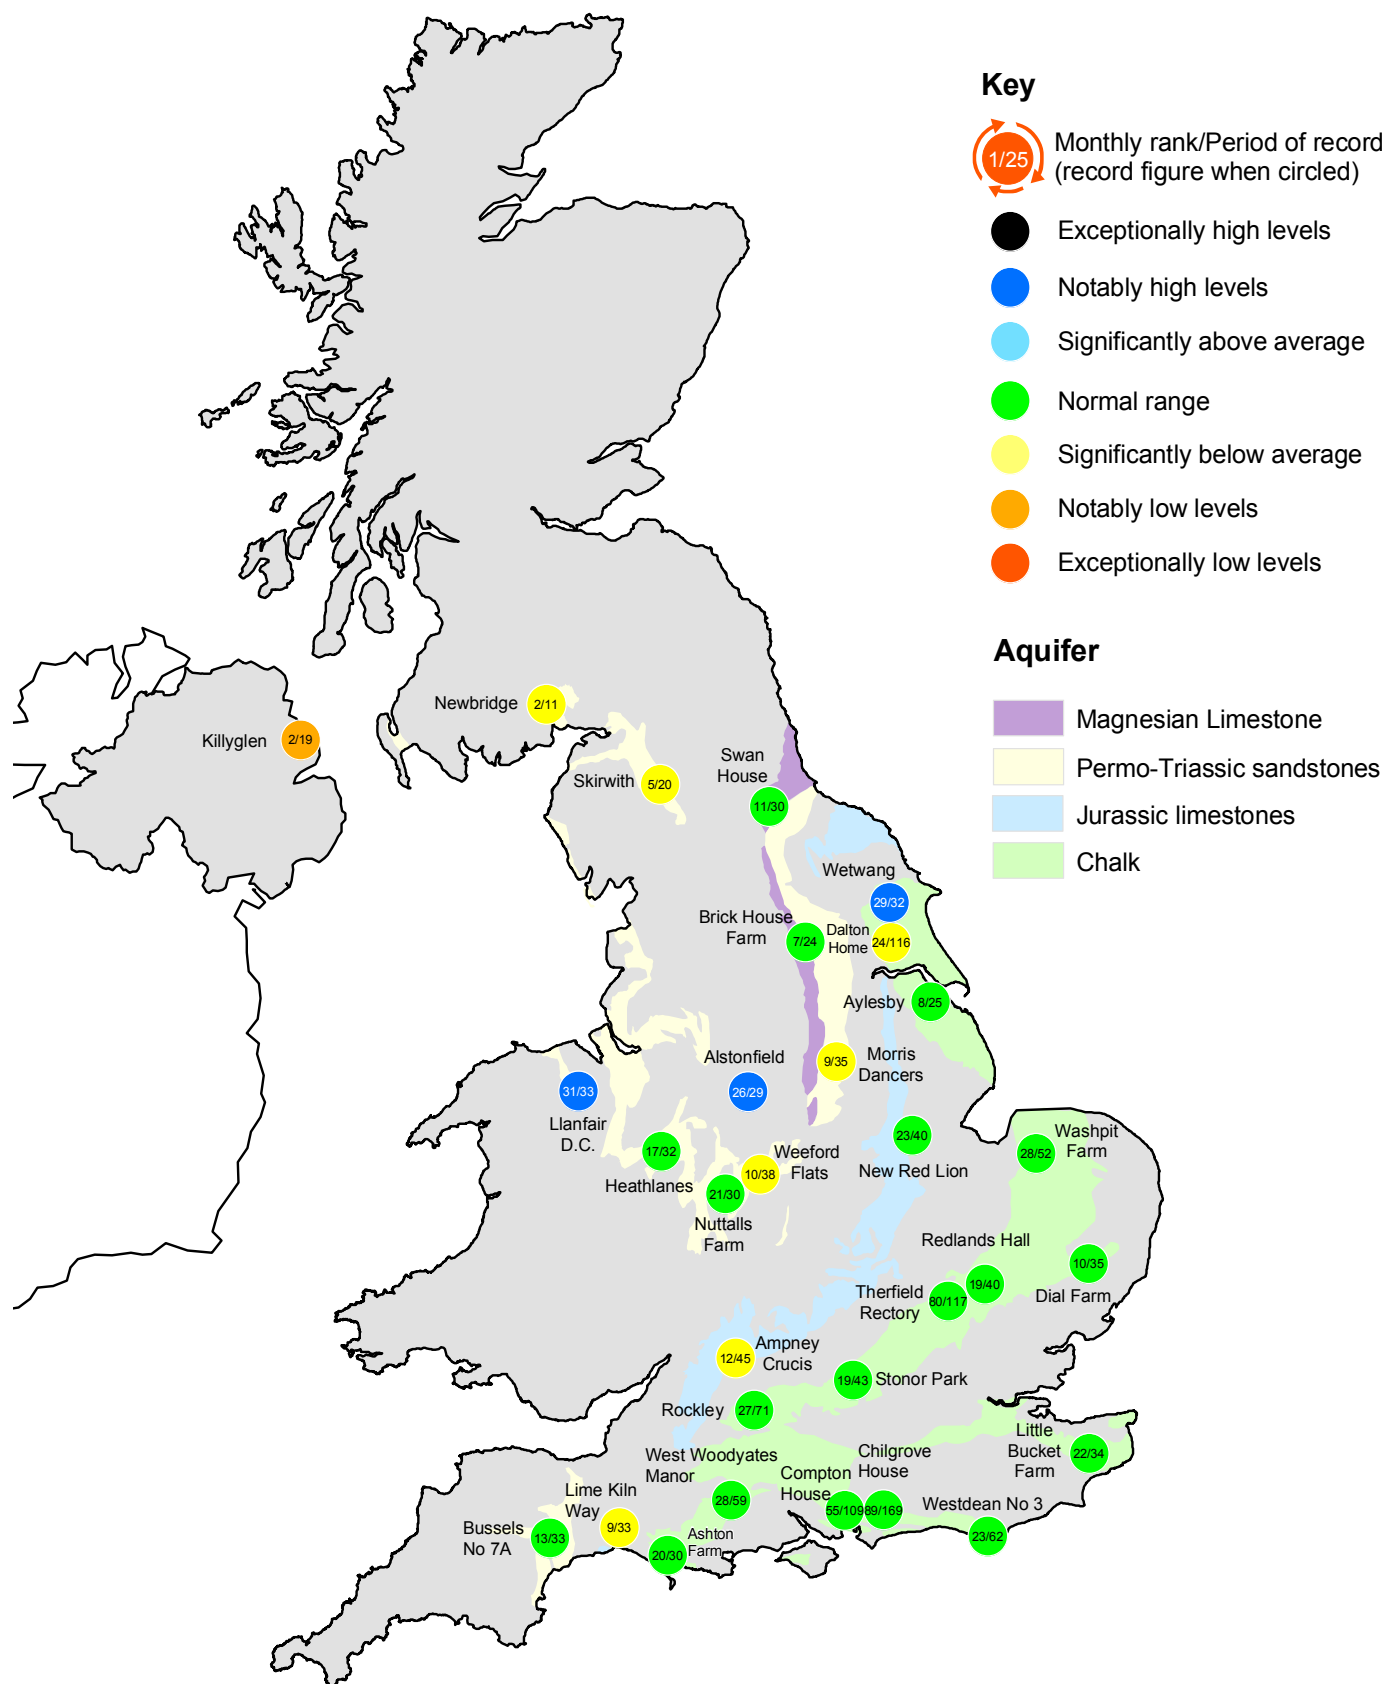 Key
1/25
Monthly rank/Period of record
(record figure when circled)
Exceptionally high levels
Notably high levels
Significantly above average
Normal range
Significantly below average
Notably low levels
Exceptionally low levels
Aquifer
Magnesian Limestone
Permo-Triassic sandstones
Jurassic limestones
Chalk
Newbridge
2/11
Killyglen
2/19
Skirwith
5/20
Swan
House
11/30
Wetwang
29/32
Brick House
Farm
7/24
Dalton
Home
24/116
Aylesby
8/25
Alstonfield
26/29
Morris
Dancers
9/35
31/33
Llanfair
D.C.
17/32
Heathlanes
Weeford
Flats
10/38
21/30
Nuttalls
Farm
23/40
New Red Lion
Washpit
Farm
28/52
Redlands Hall
19/40
10/35
Dial Farm
Therfield
Rectory
80/117
Ampney
Crucis
12/45
19/43
Stonor Park
Rockley
27/71
West Woodyates
Manor
28/59
Chilgrove
House
89/169
Compton
House
55/109
Little
Bucket
Farm
22/34
Westdean No 3
23/62
Lime Kiln
Way
9/33
Bussels
No 7A
13/33
Ashton
Farm
20/30